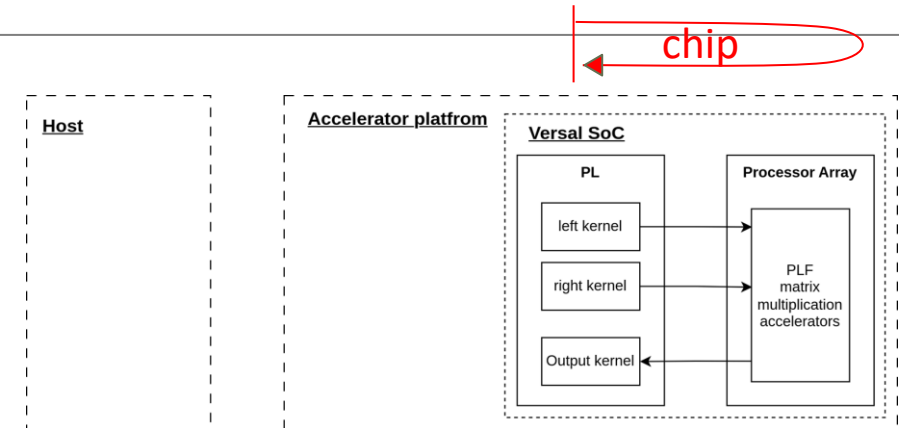 chip
Host
Accelerator platfrom
Versal SoC
PL
Processor Array
left kernel
right kernel
Output kernel
PLF
matrix
multiplication
accelerators